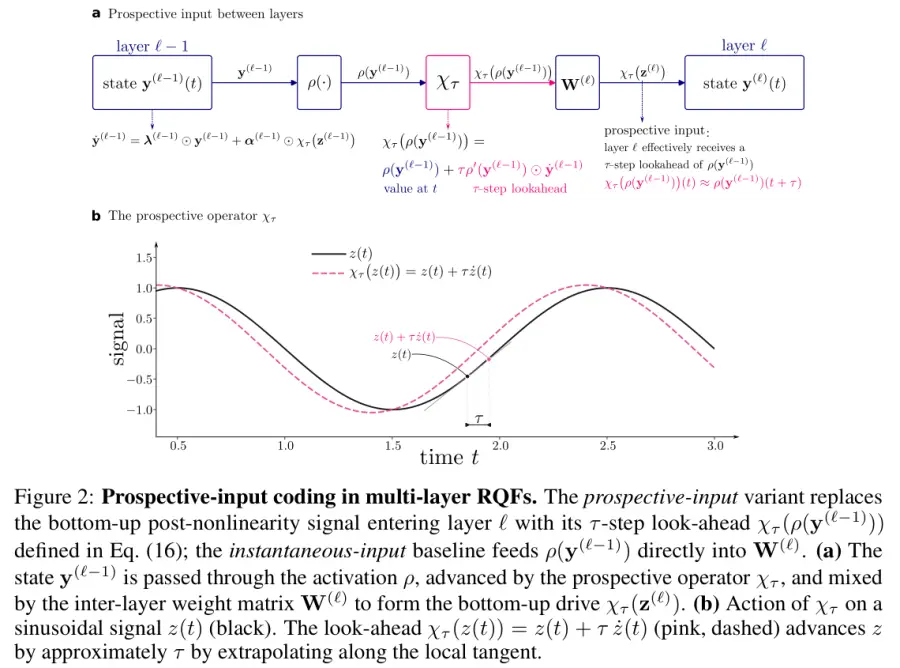 a Prospective input between layers
layer ℓ − 1
layer ℓ
state y^(ℓ−1)(t)
y^(ℓ−1)
ρ(·)
ρ(y^(ℓ−1))
χ_τ
χ_τ(ρ(y^(ℓ−1)))
W^(ℓ)
χ_τ(z^(ℓ))
state y^(ℓ)(t)
ẏ^(ℓ−1) = λ^(ℓ−1) ⊙ y^(ℓ−1) + α^(ℓ−1) ⊙ χ_τ(z^(ℓ−1))
χ_τ(ρ(y^(ℓ−1))) =
ρ(y^(ℓ−1)) + τρ′(y^(ℓ−1)) ⊙ ẏ^(ℓ−1)
value at t
τ-step lookahead
prospective input:
layer ℓ effectively receives a
τ-step lookahead of ρ(y^(ℓ−1))
χ_τ(ρ(y^(ℓ−1)))(t) ≈ ρ(y^(ℓ−1))(t + τ)
b The prospective operator χ_τ
z(t)
χ_τ(z(t)) = z(t) + τż(t)
1.5
1.0
0.5
0.0
−0.5
−1.0
signal
z(t) + τż(t)
z(t)
τ
0.5 1.0 1.5 2.0 2.5 3.0
time t
Figure 2: Prospective-input coding in multi-layer RQFs. The prospective-input variant replaces
the bottom-up post-nonlinearity signal entering layer ℓ with its τ-step look-ahead χ_τ(ρ(y^(ℓ−1)))
defined in Eq. (16); the instantaneous-input baseline feeds ρ(y^(ℓ−1)) directly into W^(ℓ). (a) The
state y^(ℓ−1) is passed through the activation ρ, advanced by the prospective operator χ_τ, and mixed
by the inter-layer weight matrix W^(ℓ) to form the bottom-up drive χ_τ(z^(ℓ)). (b) Action of χ_τ on a
sinusoidal signal z(t) (black). The look-ahead χ_τ(z(t)) = z(t) + τ ż(t) (pink, dashed) advances z
by approximately τ by extrapolating along the local tangent.